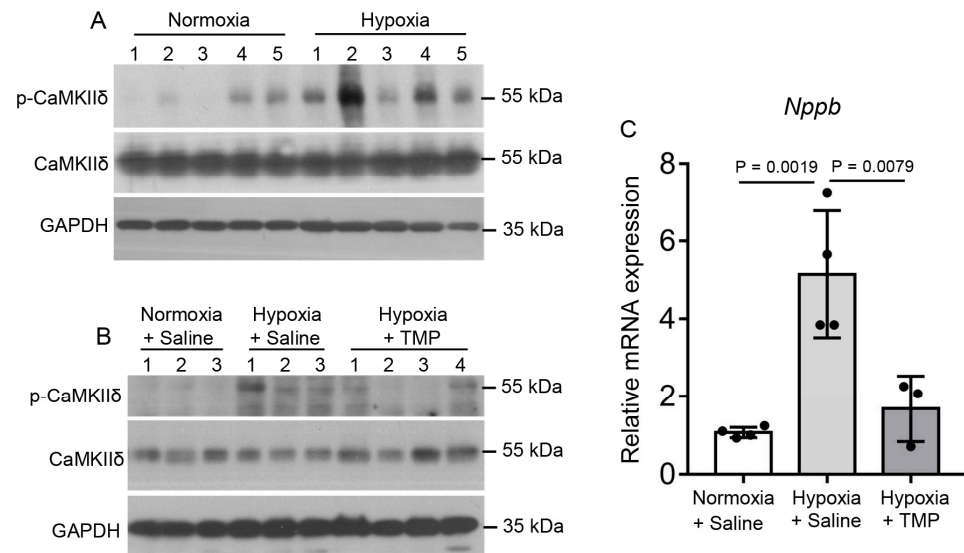 A
Normoxia
Hypoxia
1 2 3 4 5 1 2 3 4 5
p-CaMKIIδ
55 kDa
CaMKIIδ
55 kDa
GAPDH
35 kDa
B
Normoxia + Saline
Hypoxia + Saline
Hypoxia + TMP
1 2 3 1 2 3 1 2 3 4
p-CaMKIIδ
55 kDa
CaMKIIδ
55 kDa
GAPDH
35 kDa
C
Nppb
P = 0.0019
P = 0.0079
Relative mRNA expression
8
6
4
2
0
Normoxia + Saline
Hypoxia + Saline
Hypoxia + TMP